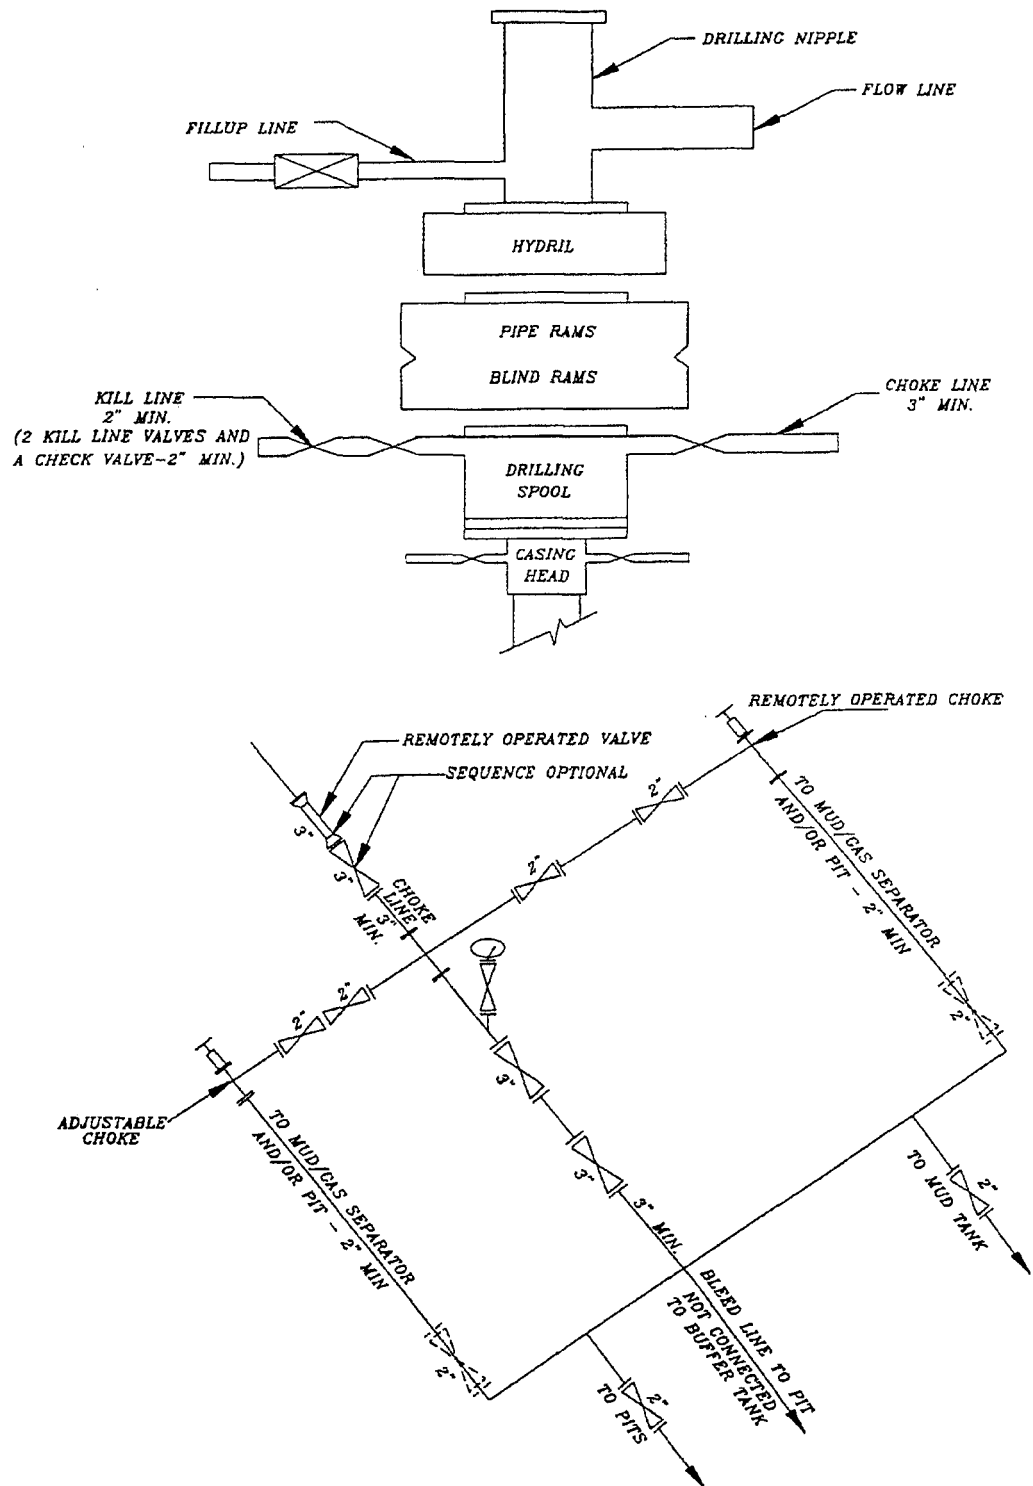 DRILLING NIPPLE
FLOW LINE
FILLUP LINE
HYDRIL
PIPE RAMS
BLIND RAMS
KILL LINE
2" MIN.
(2 KILL LINE VALVES AND
A CHECK VALVE-2" MIN.)
CHOKE LINE
3" MIN.
DRILLING
SPOOL
CASING
HEAD
REMOTELY OPERATED CHOKE
REMOTELY OPERATED VALVE
SEQUENCE OPTIONAL
3"
3"
CHOKE
LINE
3"
MIN.
2"
2"
2"
2"
TO MUD/GAS SEPARATOR
AND/OR PIT - 2" MIN
2"
3"
3"
3" MIN.
ADJUSTABLE
CHOKE
TO MUD/GAS SEPARATOR
AND/OR PIT - 2" MIN
2"
2"
TO MUD TANK
BLEED LINE TO PIT
NOT CONNECTED
TO BUFFER TANK
2"
TO PITS